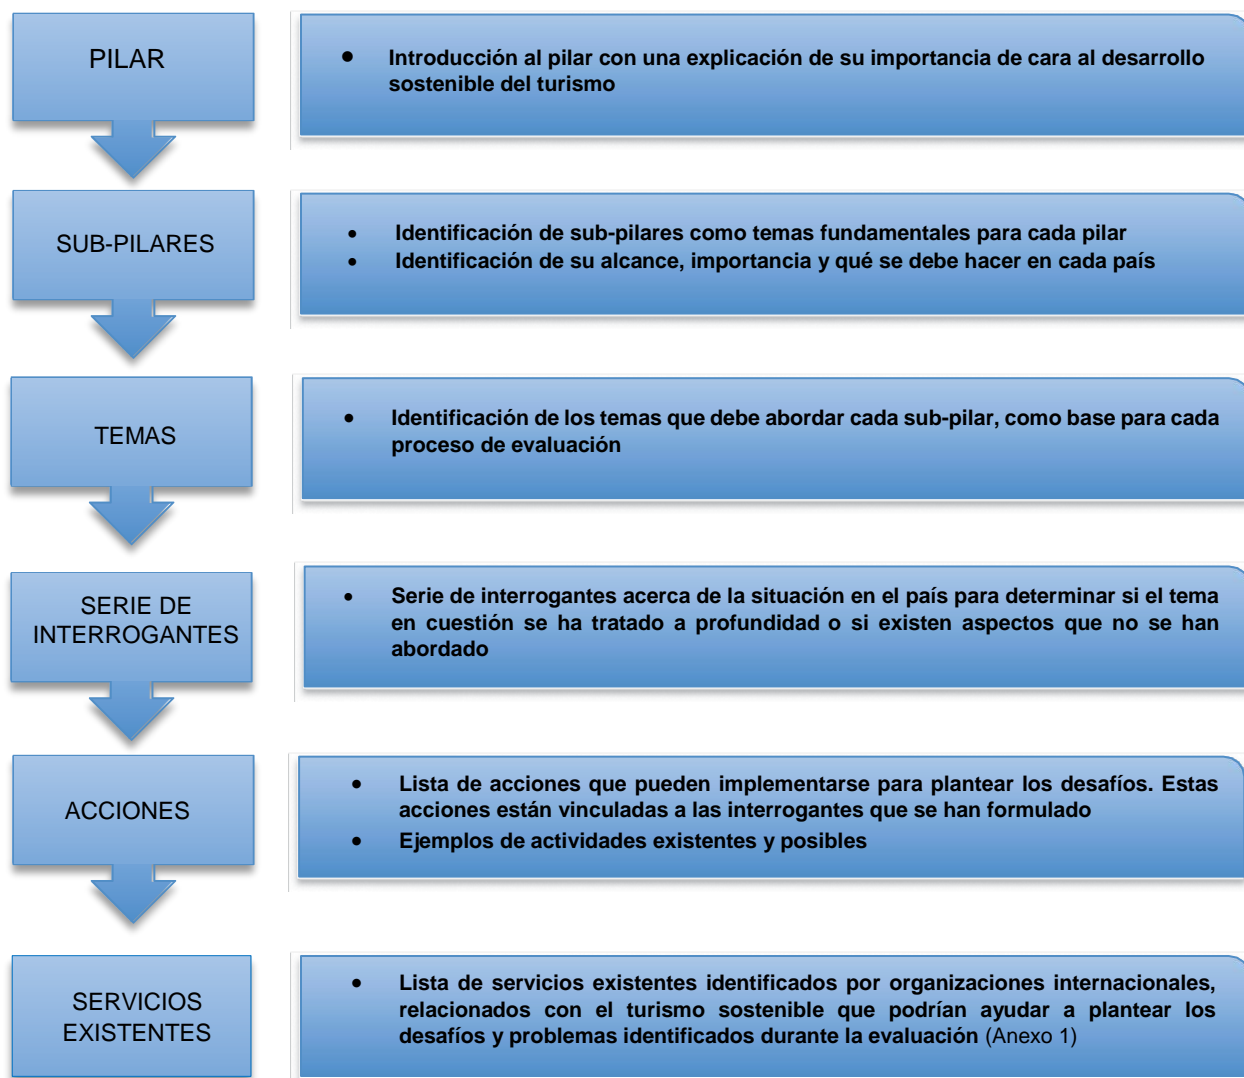 PILAR
• Introducción al pilar con una explicación de su importancia de cara al desarrollo
sostenible del turismo
SUB-PILARES
• Identificación de sub-pilares como temas fundamentales para cada pilar
• Identificación de su alcance, importancia y qué se debe hacer en cada país
TEMAS
• Identificación de los temas que debe abordar cada sub-pilar, como base para cada
proceso de evaluación
SERIE DE
INTERROGANTES
• Serie de interrogantes acerca de la situación en el país para determinar si el tema
en cuestión se ha tratado a profundidad o si existen aspectos que no se han
abordado
ACCIONES
• Lista de acciones que pueden implementarse para plantear los desafíos. Estas
acciones están vinculadas a las interrogantes que se han formulado
• Ejemplos de actividades existentes y posibles
SERVICIOS
EXISTENTES
• Lista de servicios existentes identificados por organizaciones internacionales,
relacionados con el turismo sostenible que podrían ayudar a plantear los
desafíos y problemas identificados durante la evaluación (Anexo 1)